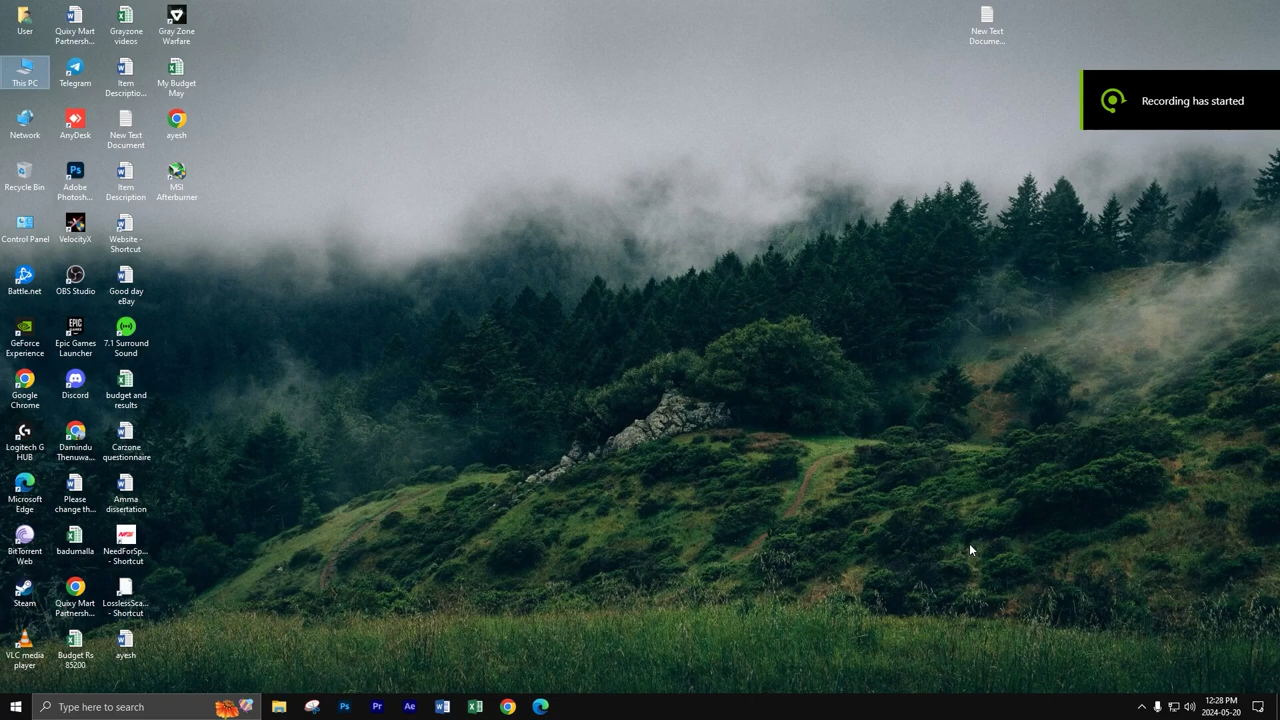 User
Quixy Mart
Partnersh...
Grayzone
videos
Gray Zone
Warfare
New Text
Docume...
This PC
Telegram
Item
Descriptio...
My Budget
May
Recording has started
Network
AnyDesk
New Text
Document
ayesh
Recycle Bin
Adobe
Photosh...
Item
Description
MSI
Afterburner
Control Panel
VelocityX
Website -
Shortcut
Battle.net
OBS Studio
Good day
eBay
GeForce
Experience
Epic Games
Launcher
7.1 Surround
Sound
Google
Chrome
Discord
budget and
results
Logitech G
HUB
Damindu
Thenuwa...
Carzone
questionnaire
Microsoft
Edge
Please
change th...
Amma
dissertation
BitTorrent
Web
badumalla
NeedForSp...
- Shortcut
Steam
Quixy Mart
Partnersh...
LosslessSca...
- Shortcut
VLC media
player
Budget Rs
85200
ayesh
Type here to search
12:28 PM
2024-05-20